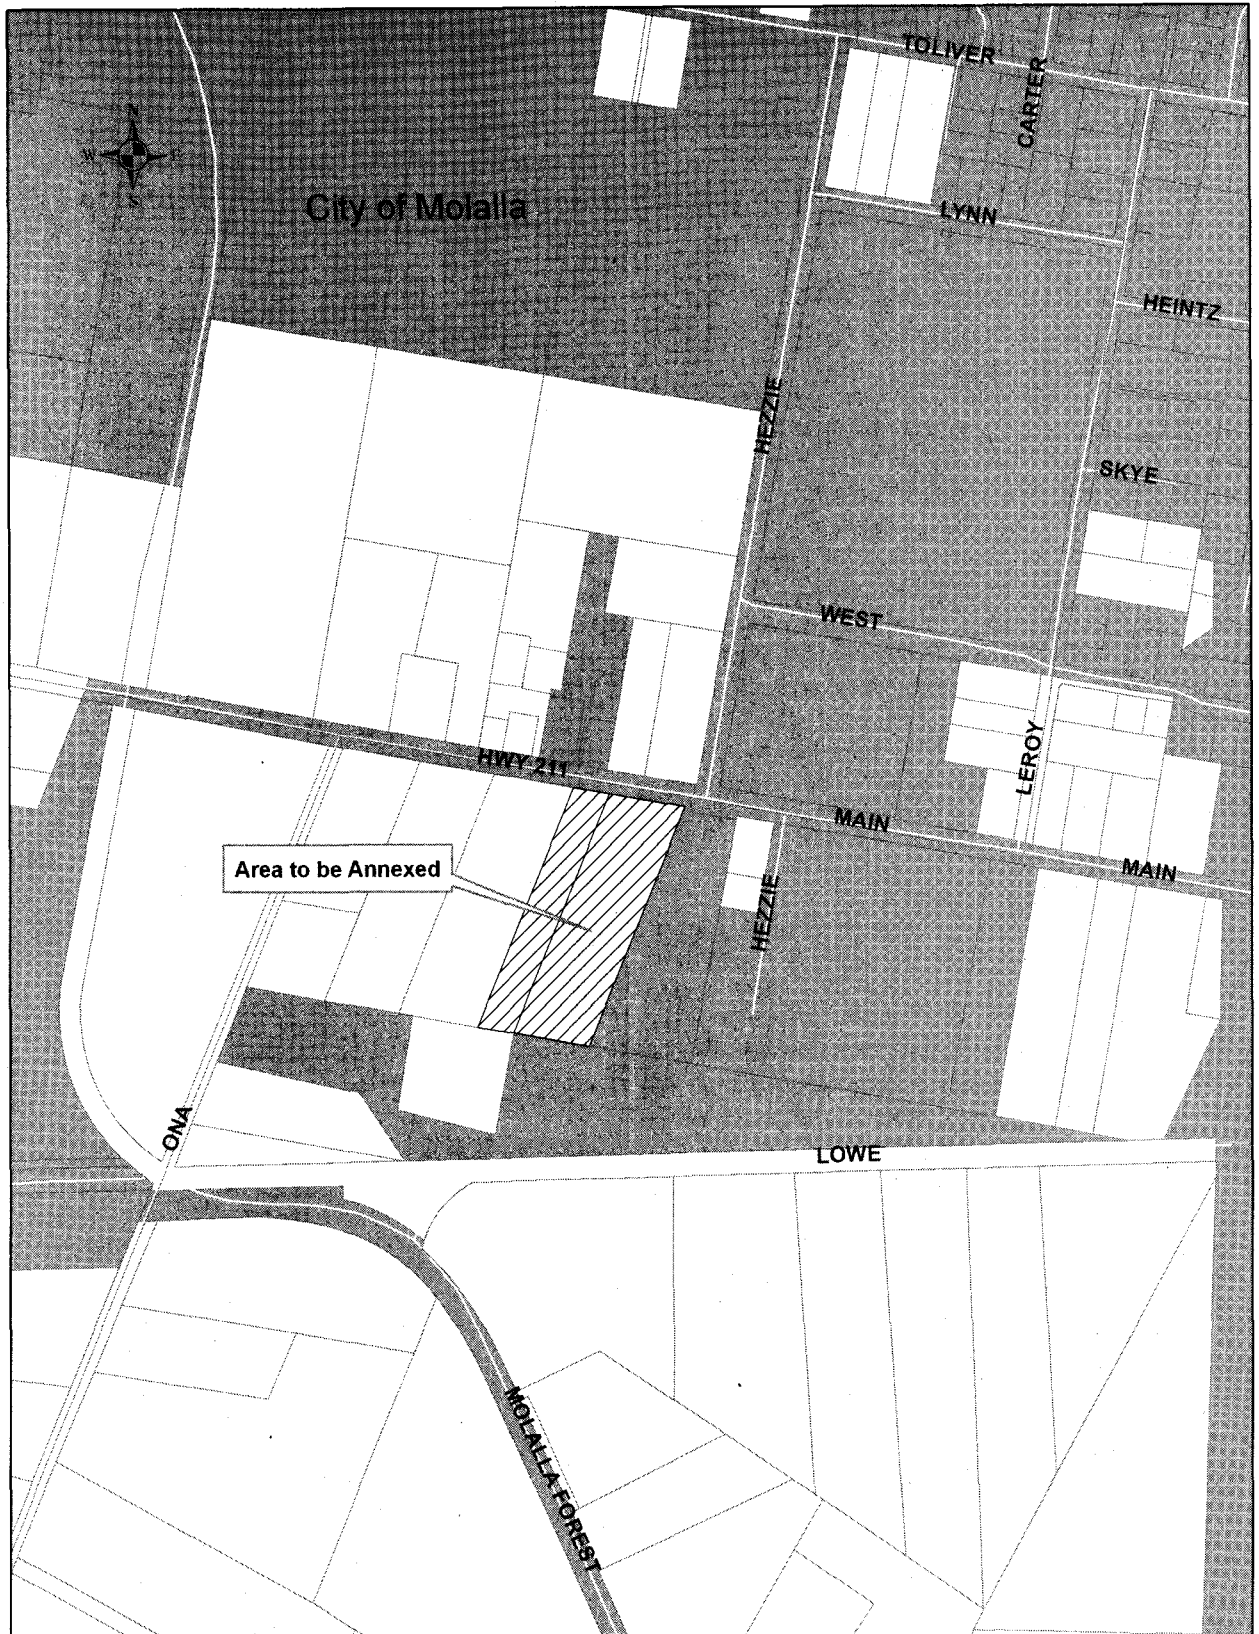 TOLIVER
CARTER
N
W
E
S
City of Molalla
LYNN
HEINTZ
HEZZIE
SKYE
WEST
LEROY
HWY 211
MAIN
MAIN
Area to be Annexed
HEZZIE
ONA
LOWE
MOLALLA FOREST